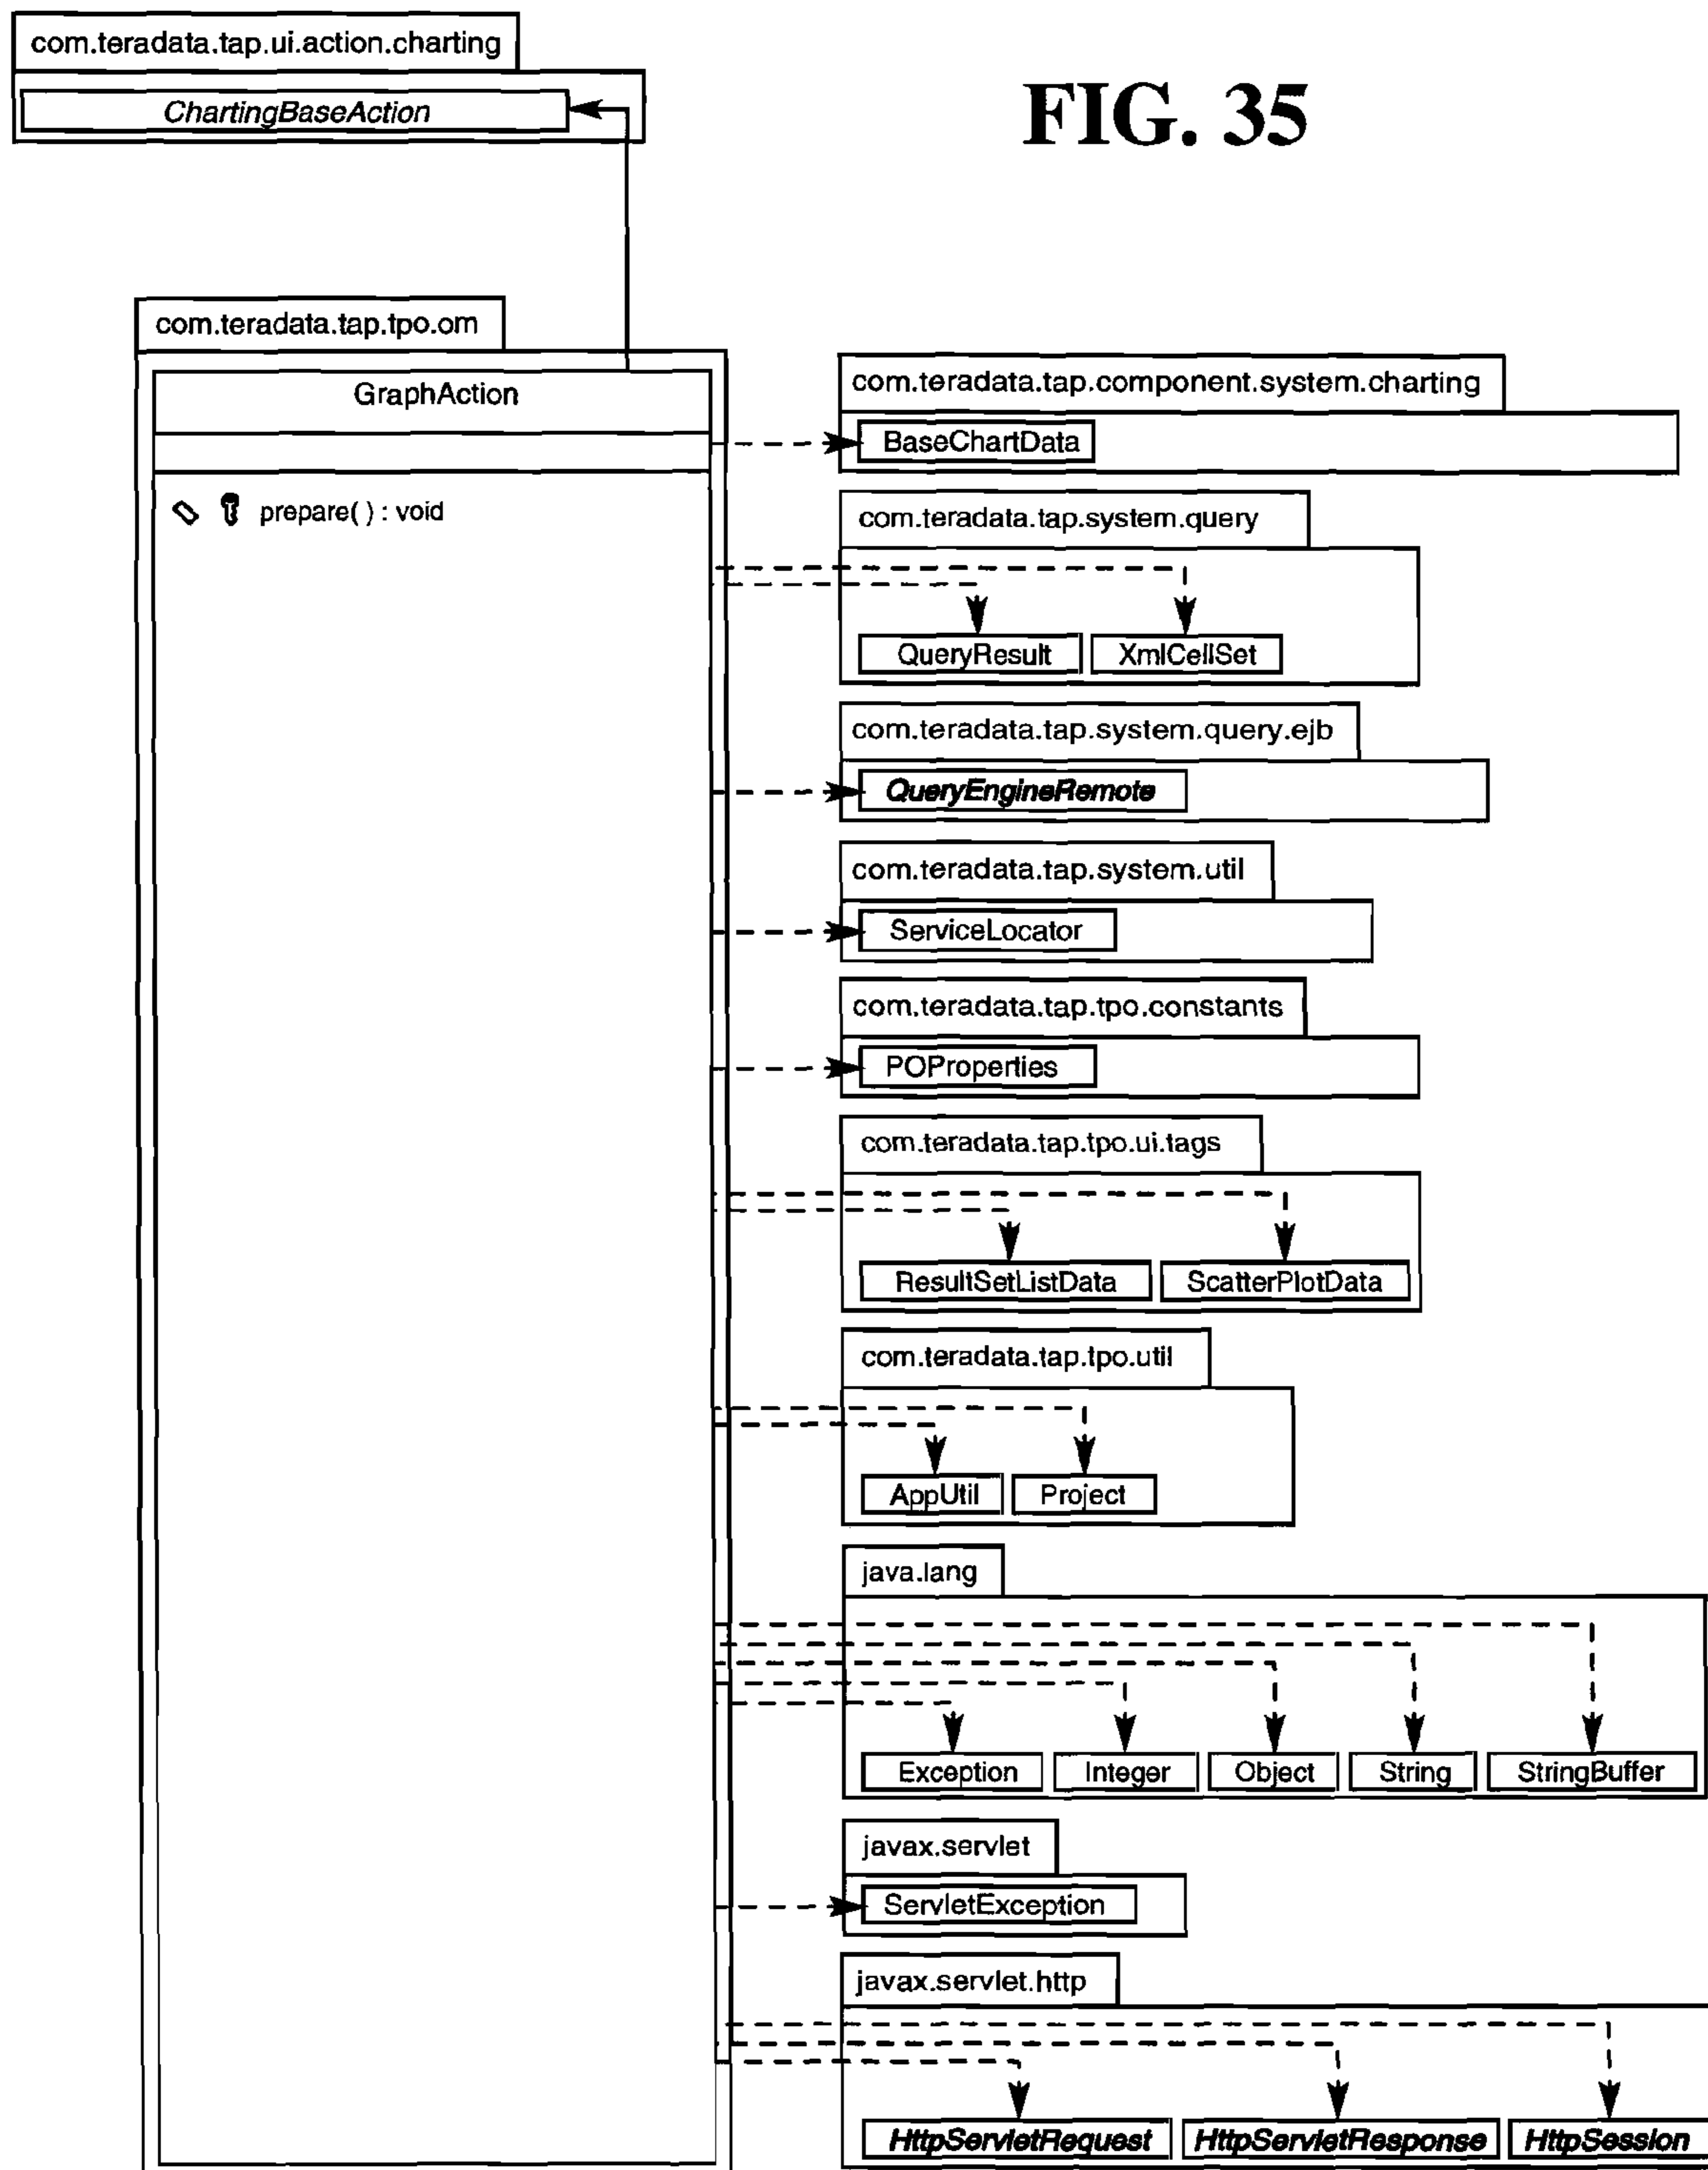 com.teradata.tap.ui.action.charting
ChartingBaseAction
FIG. 35
com.teradata.tap.tpo.om
GraphAction
prepare( ) : void
com.teradata.tap.component.system.charting
BaseChartData
com.teradata.tap.system.query
QueryResult XmlCellSet
com.teradata.tap.system.query.ejb
QueryEngineRemote
com.teradata.tap.system.util
ServiceLocator
com.teradata.tap.tpo.constants
POProperties
com.teradata.tap.tpo.ui.tags
ResultSetListData ScatterPlotData
com.teradata.tap.tpo.util
AppUtil Project
java.lang
Exception Integer Object String StringBuffer
javax.servlet
ServletException
javax.servlet.http
HttpServletRequest HttpServletResponse HttpSession